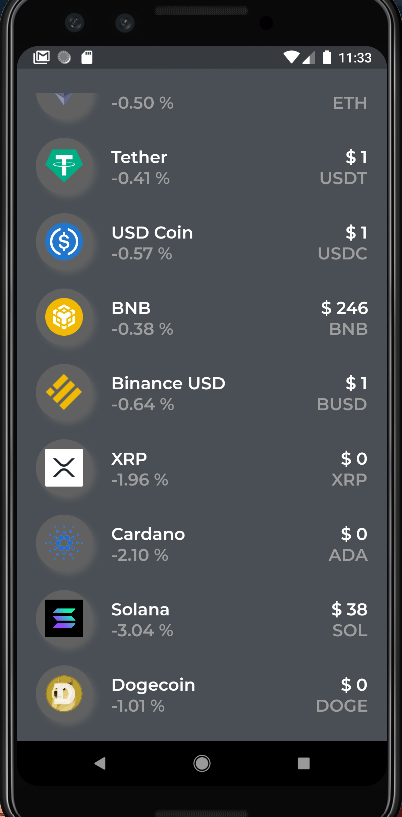 11:33
-0.50 % ETH
Tether $ 1
-0.41 % USDT
USD Coin $ 1
-0.57 % USDC
BNB $ 246
-0.38 % BNB
Binance USD $ 1
-0.64 % BUSD
XRP $ 0
-1.96 % XRP
Cardano $ 0
-2.10 % ADA
Solana $ 38
-3.04 % SOL
Dogecoin $ 0
-1.01 % DOGE